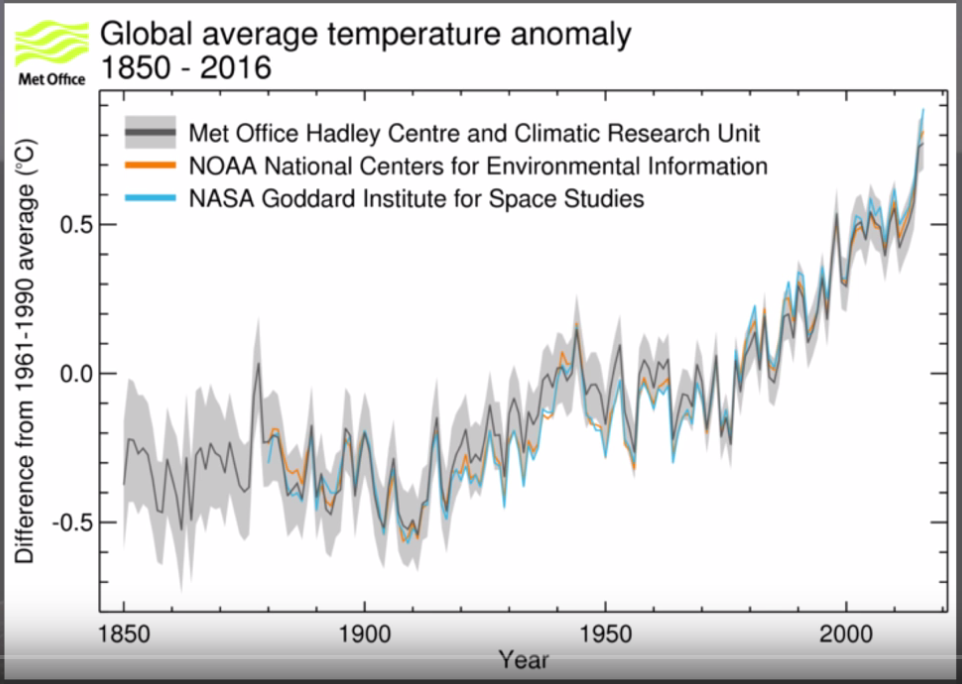 Met Office
Global average temperature anomaly
1850 - 2016
Met Office Hadley Centre and Climatic Research Unit
NOAA National Centers for Environmental Information
NASA Goddard Institute for Space Studies
Difference from 1961-1990 average (°C)
0.5
0.0
-0.5
1850
1900
1950
2000
Year